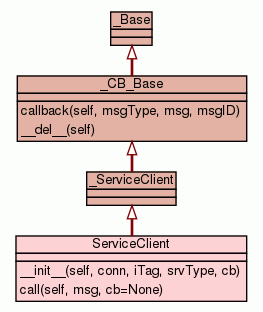 _Base
_CB_Base
callback(self, msgType, msg, msgID)
__del__(self)
_ServiceClient
ServiceClient
__init__(self, conn, iTag, srvType, cb)
call(self, msg, cb=None)